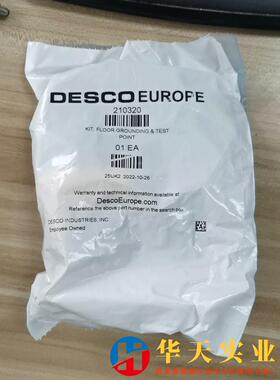 DESCO EUROPE
210320
KIT, FLOOR GROUNDING & TEST
POINT
01 EA
25UK2 2022-10-26
Warranty and technical information available at:
DescoEurope.com
Reference the above part number in the search box
DESCO INDUSTRIES, INC.
Employee Owned
华天实业